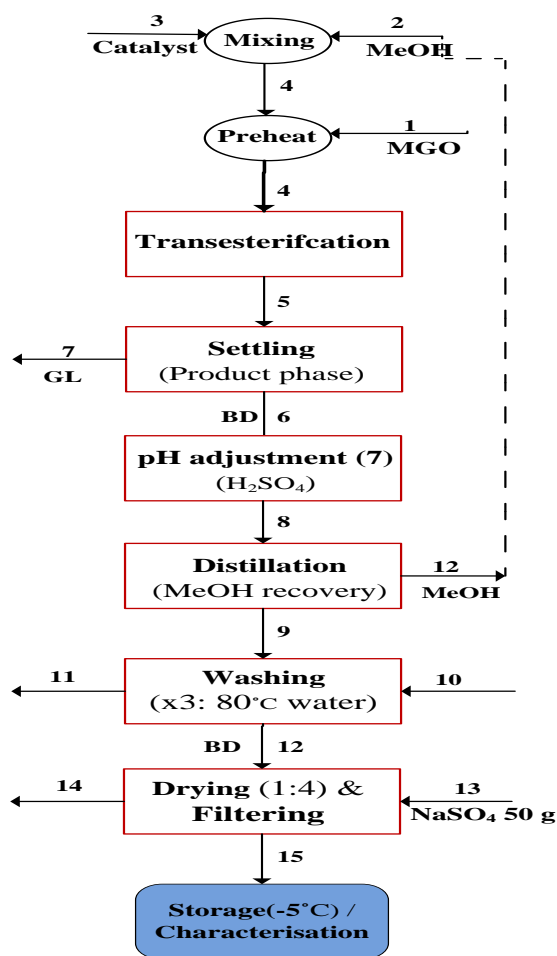 3
Catalyst
Mixing
2
MeOH
4
Preheat
1
MGO
4
Transesterifcation
5
Settling
(Product phase)
7
GL
BD 6
pH adjustment (7)
(H₂SO₄)
8
Distillation
(MeOH recovery)
12
MeOH
9
Washing
(x3: 80°C water)
11
10
BD 12
Drying (1:4) &
Filtering
14
13
NaSO₄ 50 g
15
Storage(-5°C) /
Characterisation